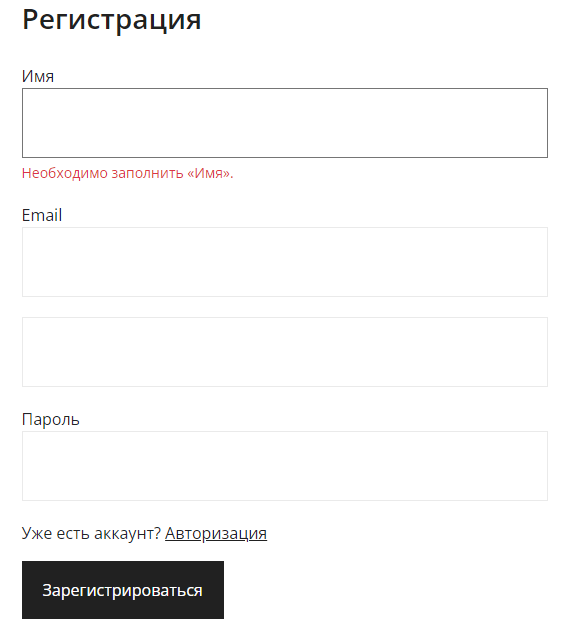 Регистрация
Имя
Необходимо заполнить «Имя».
Email
Пароль
Уже есть аккаунт? Авторизация
Зарегистрироваться